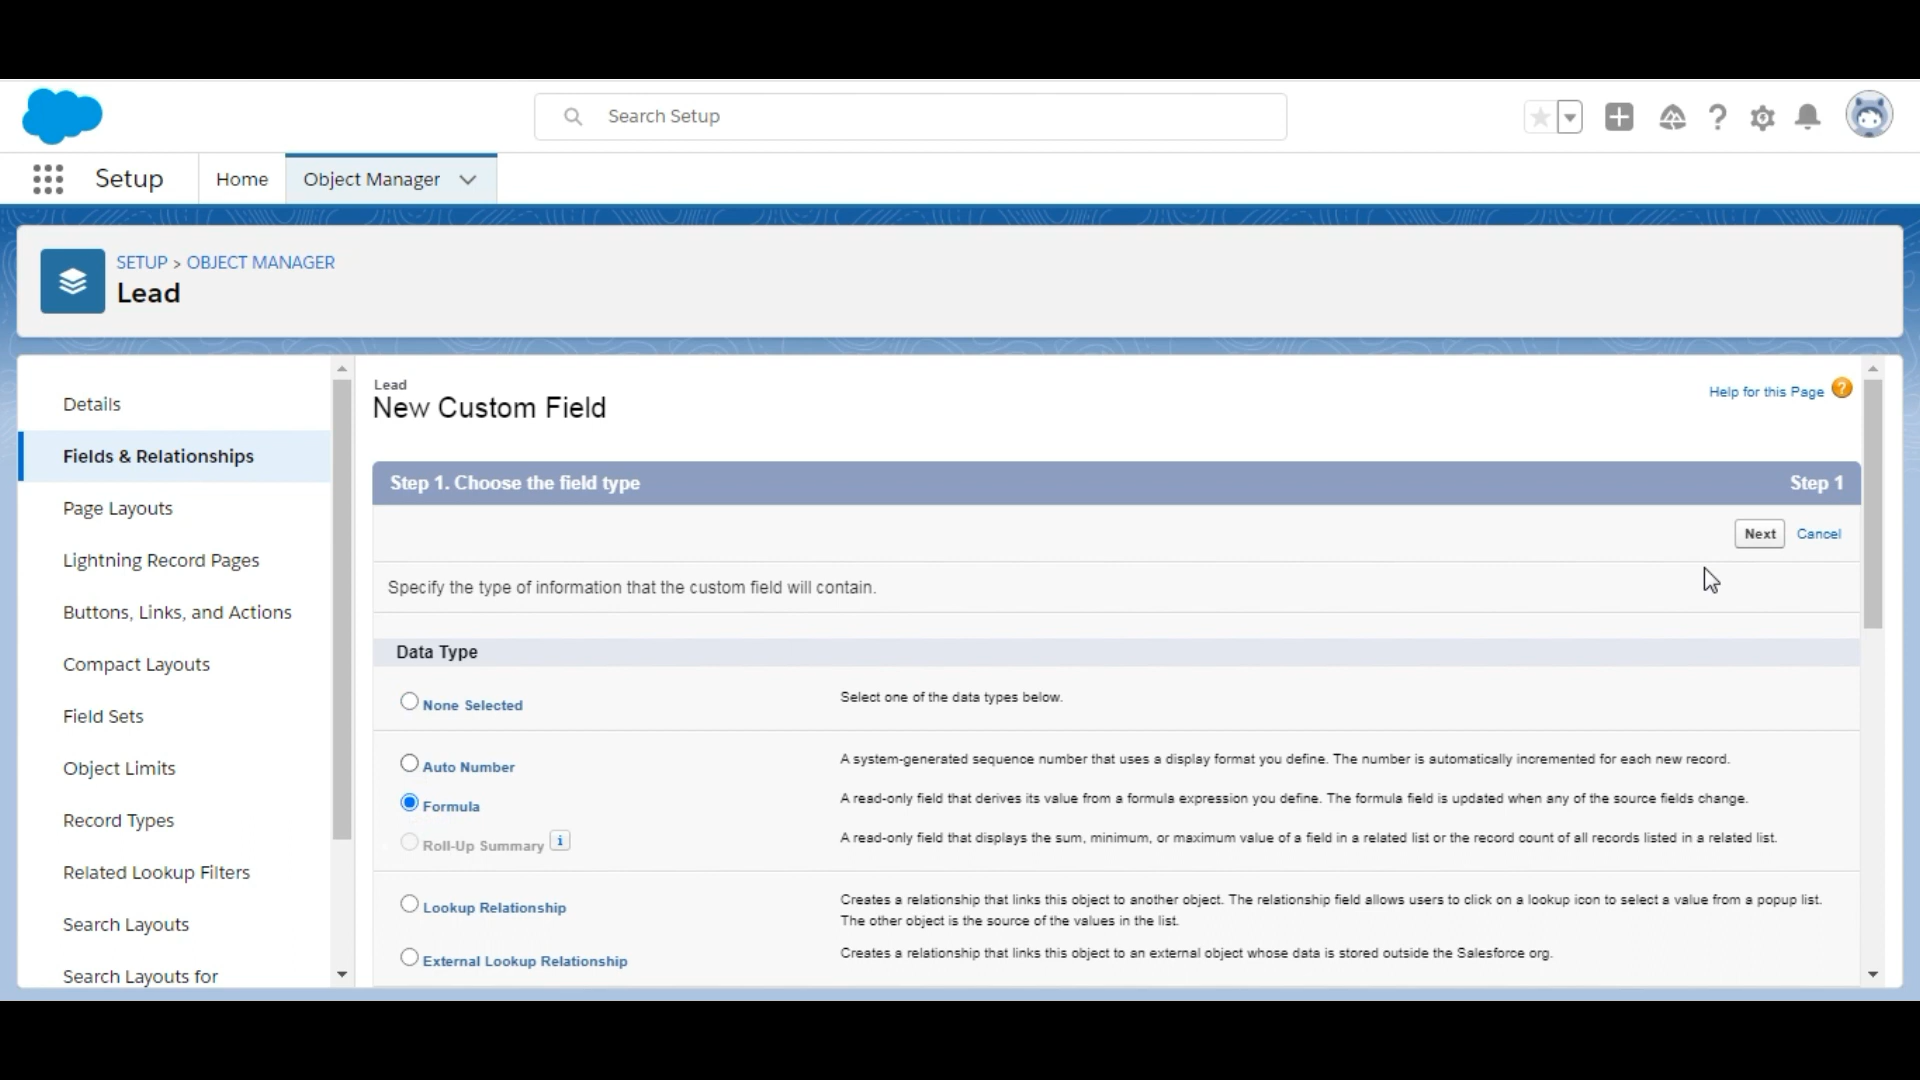 Search Setup
Setup
Home
Object Manager
SETUP > OBJECT MANAGER
Lead
Details
Fields & Relationships
Page Layouts
Lightning Record Pages
Buttons, Links, and Actions
Compact Layouts
Field Sets
Object Limits
Record Types
Related Lookup Filters
Search Layouts
Search Layouts for
Lead
New Custom Field
Help for this Page ?
Step 1. Choose the field type
Step 1
Next
Cancel
Specify the type of information that the custom field will contain.
Data Type
None Selected
Select one of the data types below.
Auto Number
A system-generated sequence number that uses a display format you define. The number is automatically incremented for each new record.
Formula
A read-only field that derives its value from a formula expression you define. The formula field is updated when any of the source fields change.
Roll-Up Summary i
A read-only field that displays the sum, minimum, or maximum value of a field in a related list or the record count of all records listed in a related list.
Lookup Relationship
Creates a relationship that links this object to another object. The relationship field allows users to click on a lookup icon to select a value from a popup list.
The other object is the source of the values in the list.
External Lookup Relationship
Creates a relationship that links this object to an external object whose data is stored outside the Salesforce org.